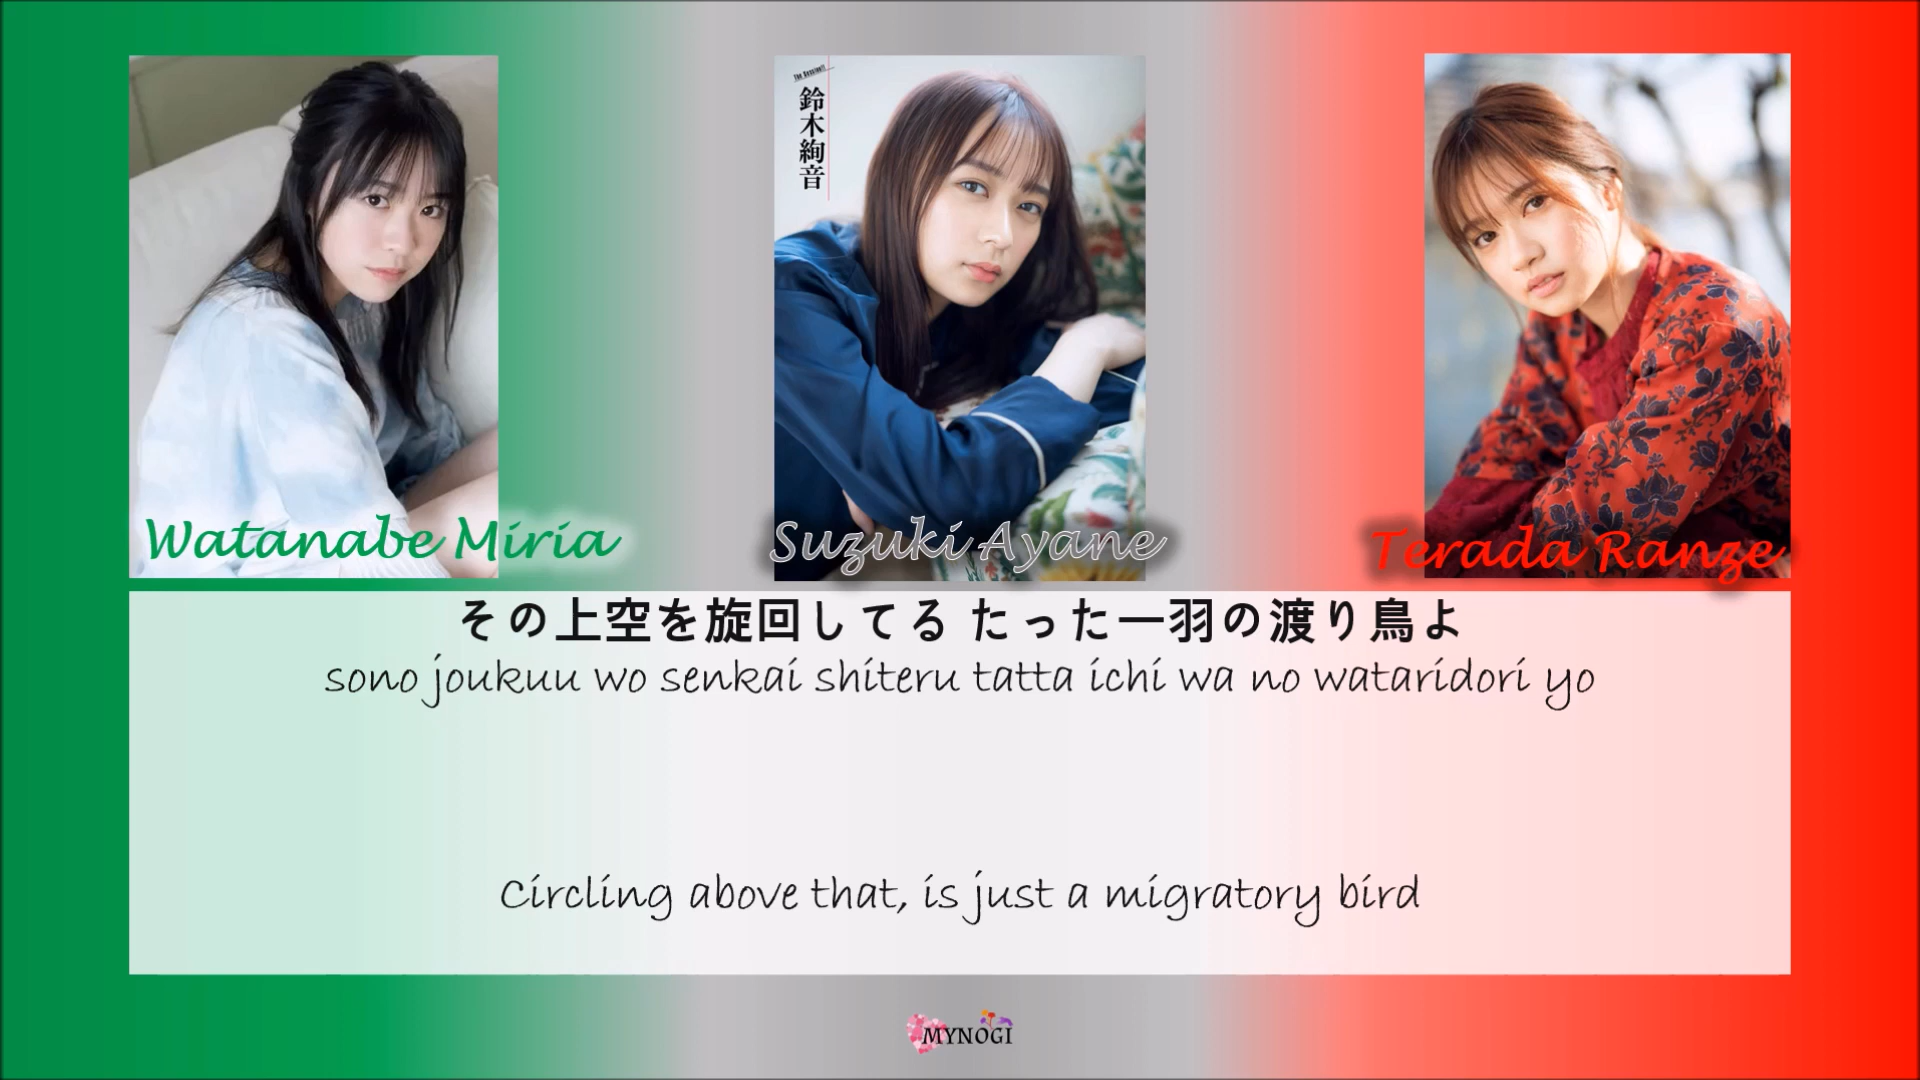 The Session!!
鈴木絢音
Watanabe Miria
Suzuki Ayane
Terada Ranze
その上空を旋回してる たった一羽の渡り鳥よ
sono joukuu wo senkai shiteru tatta ichi wa no wataridori yo
Circling above that, is just a migratory bird
MYNOGI